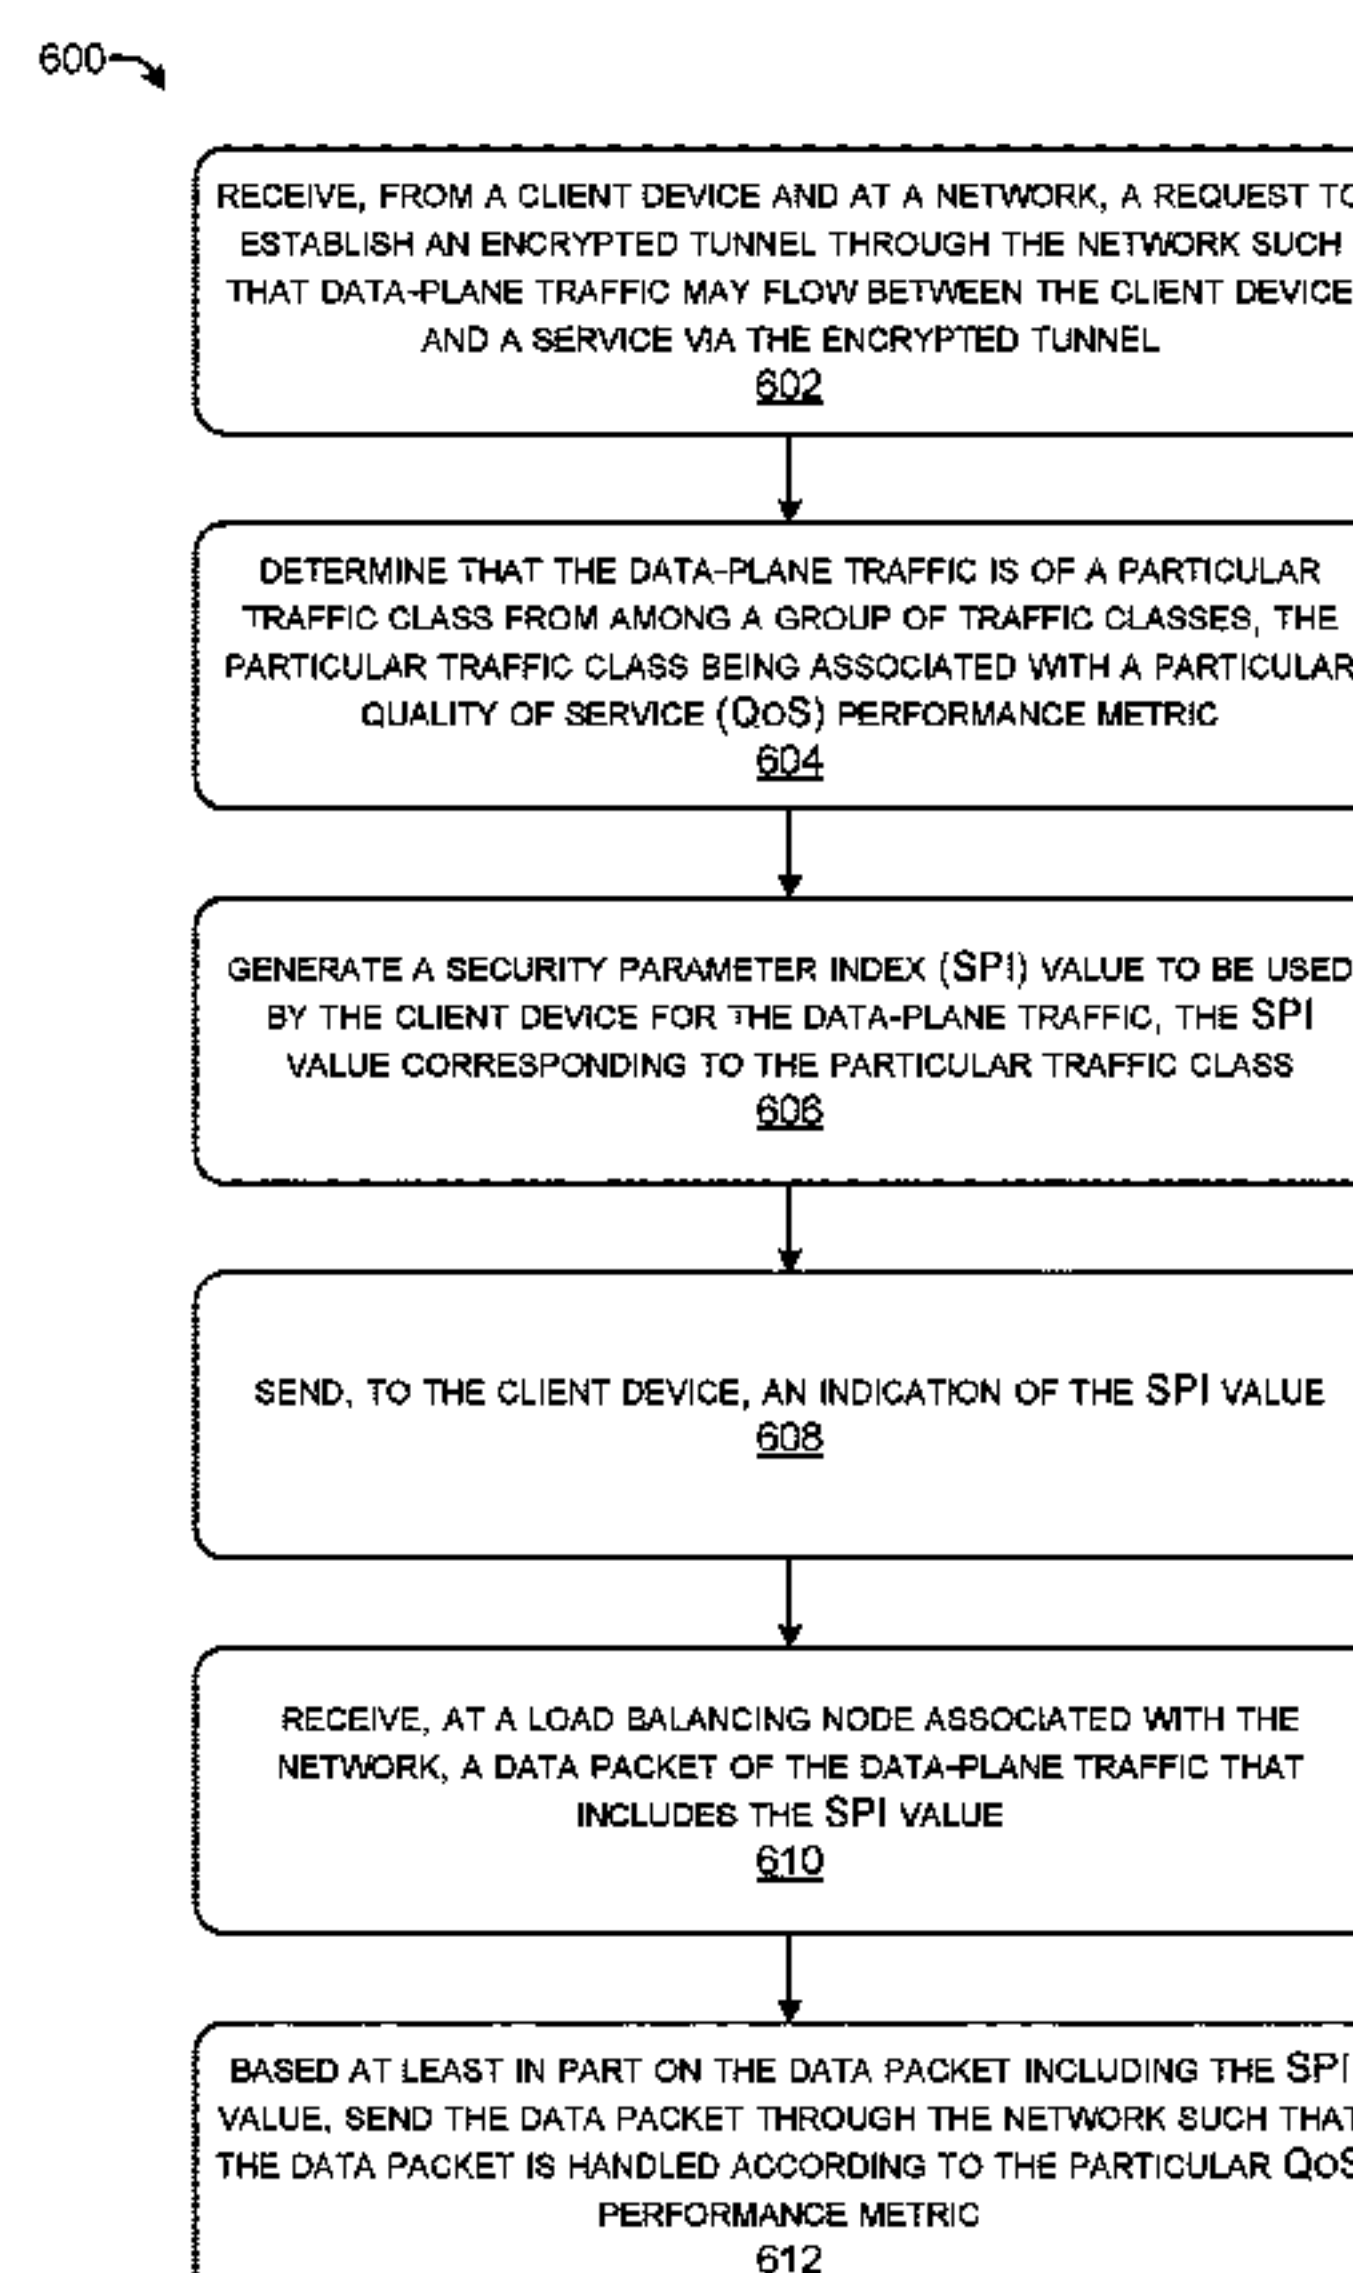 600
RECEIVE, FROM A CLIENT DEVICE AND AT A NETWORK, A REQUEST TO
ESTABLISH AN ENCRYPTED TUNNEL THROUGH THE NETWORK SUCH
THAT DATA-PLANE TRAFFIC MAY FLOW BETWEEN THE CLIENT DEVICE
AND A SERVICE VIA THE ENCRYPTED TUNNEL
602
DETERMINE THAT THE DATA-PLANE TRAFFIC IS OF A PARTICULAR
TRAFFIC CLASS FROM AMONG A GROUP OF TRAFFIC CLASSES, THE
PARTICULAR TRAFFIC CLASS BEING ASSOCIATED WITH A PARTICULAR
QUALITY OF SERVICE (QOS) PERFORMANCE METRIC
604
GENERATE A SECURITY PARAMETER INDEX (SPI) VALUE TO BE USED
BY THE CLIENT DEVICE FOR THE DATA-PLANE TRAFFIC, THE SPI
VALUE CORRESPONDING TO THE PARTICULAR TRAFFIC CLASS
606
SEND, TO THE CLIENT DEVICE, AN INDICATION OF THE SPI VALUE
608
RECEIVE, AT A LOAD BALANCING NODE ASSOCIATED WITH THE
NETWORK, A DATA PACKET OF THE DATA-PLANE TRAFFIC THAT
INCLUDES THE SPI VALUE
610
BASED AT LEAST IN PART ON THE DATA PACKET INCLUDING THE SPI
VALUE, SEND THE DATA PACKET THROUGH THE NETWORK SUCH THAT
THE DATA PACKET IS HANDLED ACCORDING TO THE PARTICULAR QOS
PERFORMANCE METRIC
612